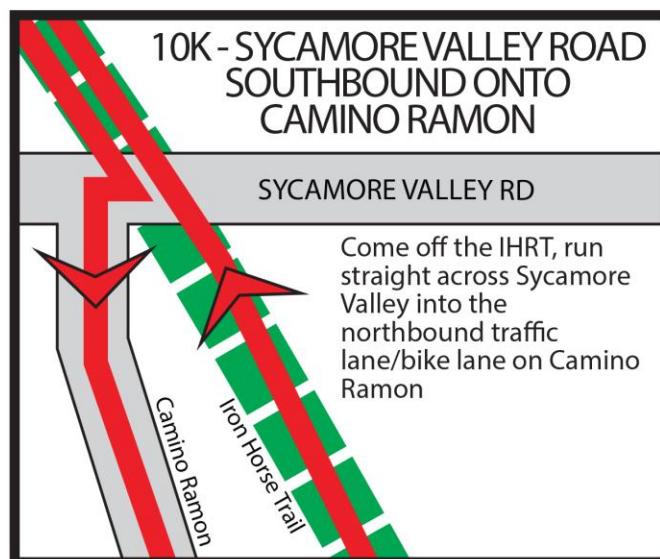 10K - SYCAMORE VALLEY ROAD
SOUTHBOUND ONTO
CAMINO RAMON
SYCAMORE VALLEY RD
Come off the IHRT, run
straight across Sycamore
Valley into the
northbound traffic
lane/bike lane on Camino
Ramon
Camino Ramon
Iron Horse Trail